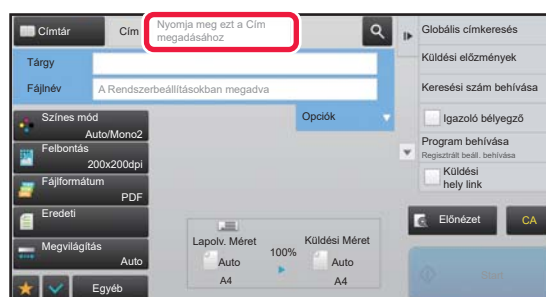 Címtár
Cím
Nyomja meg ezt a Cím
megadásához
Tárgy
Fájlnév
A Rendszerbeállításokban megadva
Színes mód
Auto/Mono2
Felbontás
200x200dpi
Fájlformátum
PDF
Eredeti
Megvilágítás
Auto
Egyéb
Opciók
Lapolv. Méret
Auto
A4
100%
Küldési Méret
Auto
A4
Globális címkeresés
Küldési előzmények
Keresési szám behívása
Igazoló bélyegző
Program behívása
Regisztrált beáll. behívása
Küldési
hely link
Előnézet
CA
Start